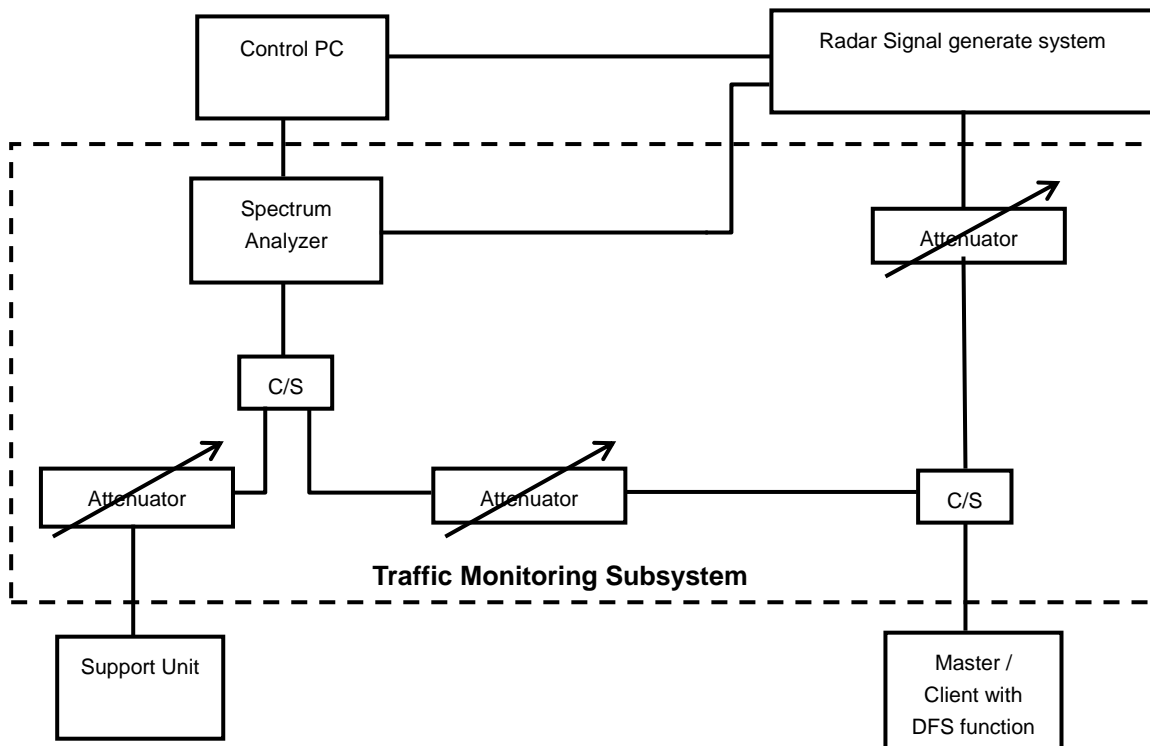 Control PC
Radar Signal generate system
Spectrum
Analyzer
Attenuator
C/S
Attenuator
Attenuator
C/S
Traffic Monitoring Subsystem
Support Unit
Master /
Client with
DFS function